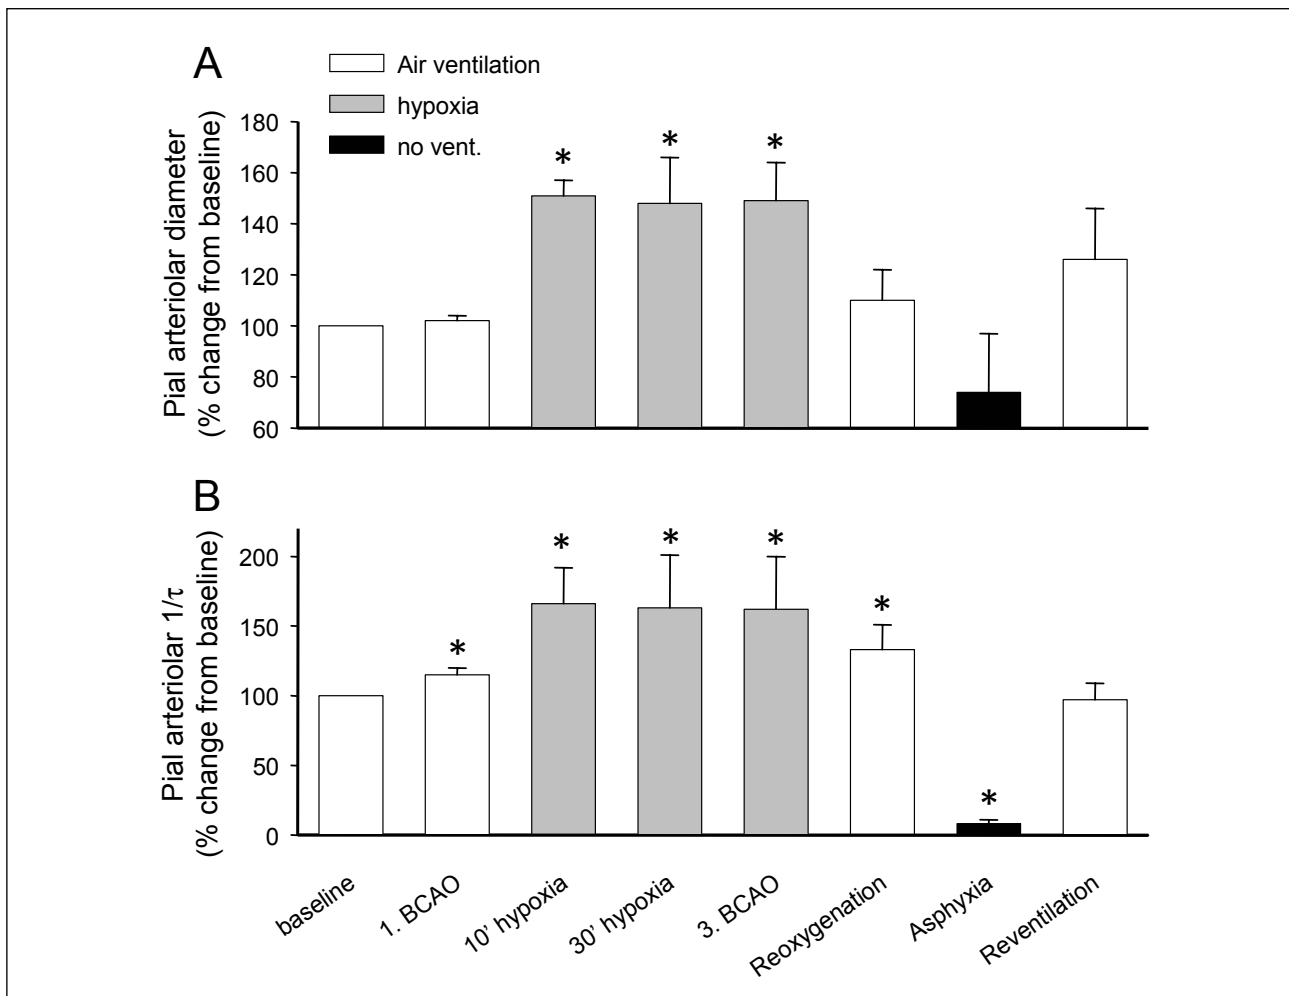 A
Air ventilation
hypoxia
no vent.
Pial arteriolar diameter
(% change from baseline)
180
160
140
120
100
80
60
*
*
*
B
Pial arteriolar 1/τ
(% change from baseline)
200
150
100
50
0
*
*
*
*
*
*
baseline
1. BCAO
10' hypoxia
30' hypoxia
3. BCAO
Reoxygenation
Asphyxia
Reventilation